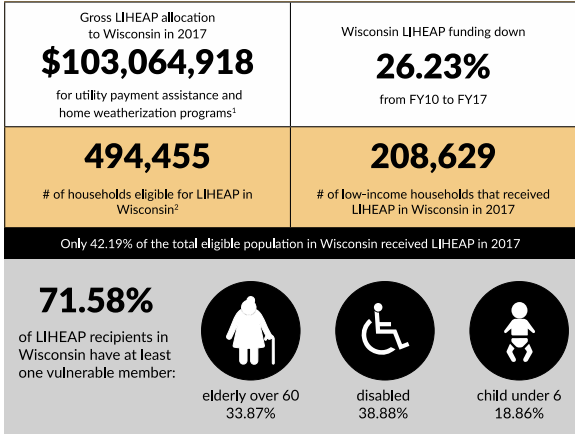 Gross LIHEAP allocation
to Wisconsin in 2017
$103,064,918
for utility payment assistance and
home weatherization programs¹
Wisconsin LIHEAP funding down
26.23%
from FY10 to FY17
494,455
# of households eligible for LIHEAP in
Wisconsin²
208,629
# of low-income households that received
LIHEAP in Wisconsin in 2017
Only 42.19% of the total eligible population in Wisconsin received LIHEAP in 2017
71.58%
of LIHEAP recipients in
Wisconsin have at least
one vulnerable member:
elderly over 60
33.87%
disabled
38.88%
child under 6
18.86%